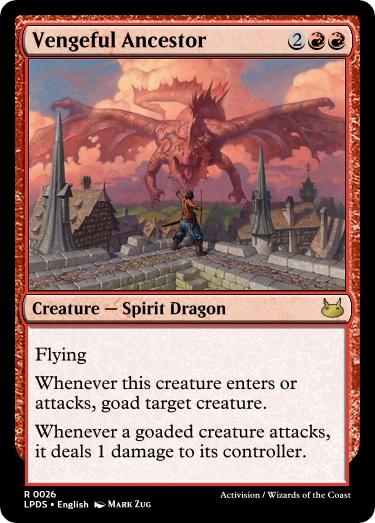 Vengeful Ancestor 2
Creature — Spirit Dragon
Flying
Whenever this creature enters or
attacks, goad target creature.
Whenever a goaded creature attacks,
it deals 1 damage to its controller.
R 0026
LPDS • English Mark Zug
Activision / Wizards of the Coast